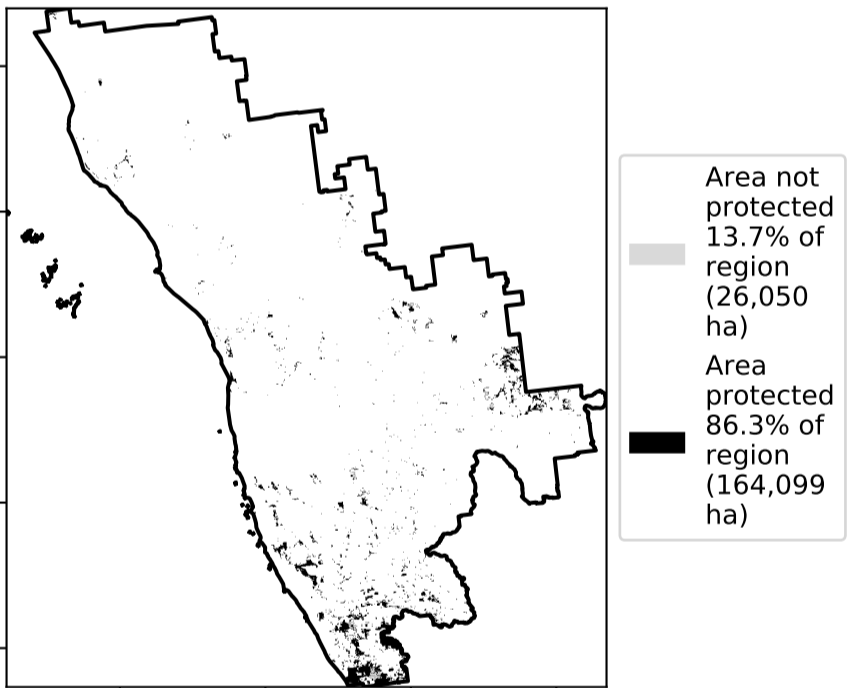 Area not
protected
13.7% of
region
(26,050
ha)
Area
protected
86.3% of
region
(164,099
ha)